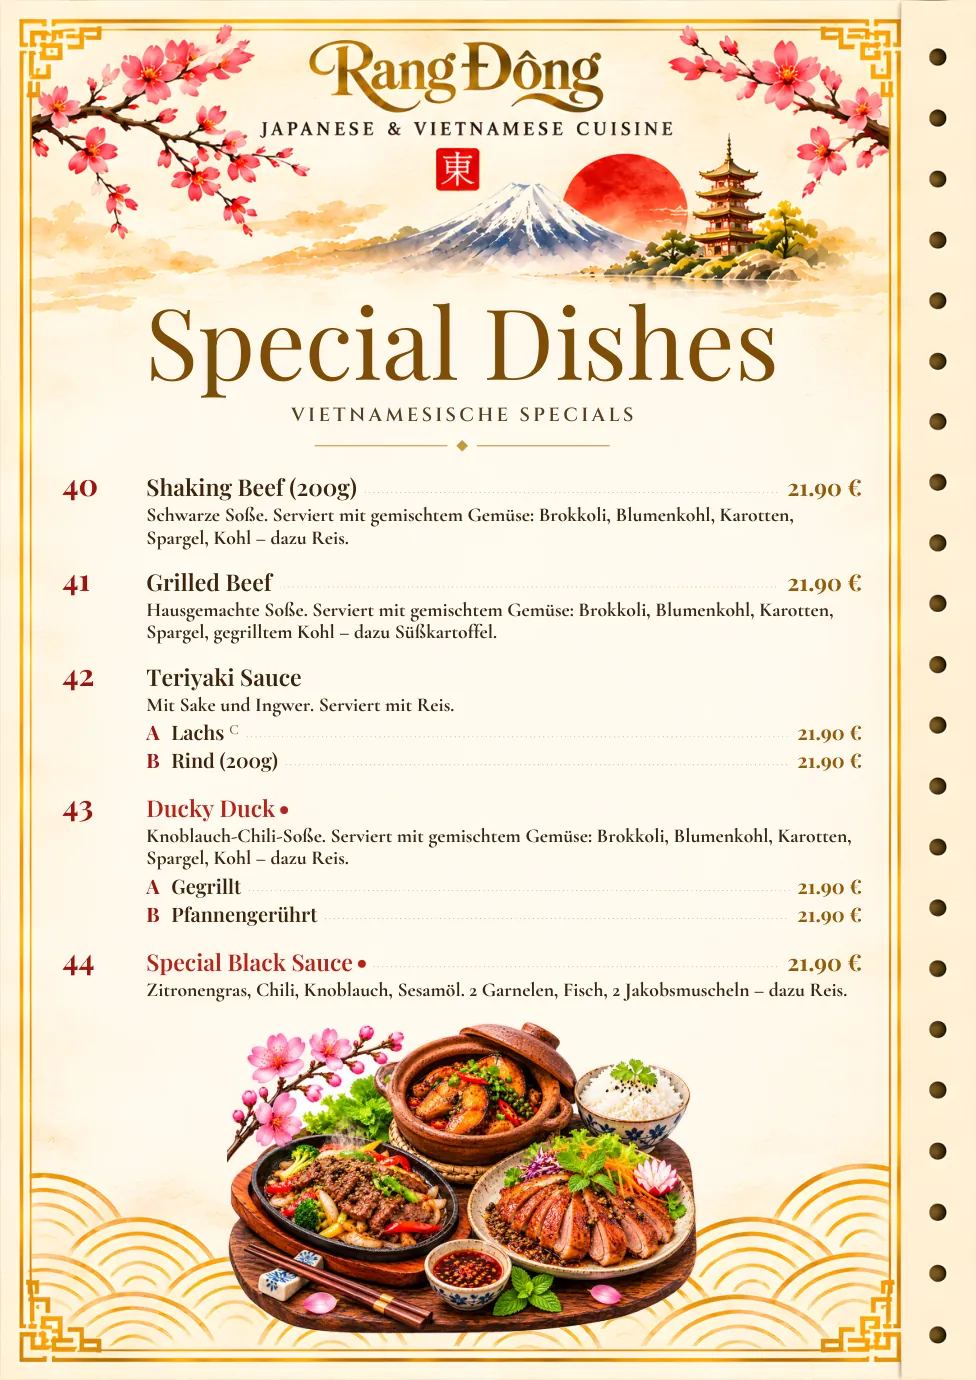 Rang Đông
JAPANESE & VIETNAMESE CUISINE
東
Special Dishes
VIETNAMESISCHE SPECIALS
40 Shaking Beef (200g) 21.90 €
Schwarze Soße. Serviert mit gemischtem Gemüse: Brokkoli, Blumenkohl, Karotten,
Spargel, Kohl – dazu Reis.
41 Grilled Beef 21.90 €
Hausgemachte Soße. Serviert mit gemischtem Gemüse: Brokkoli, Blumenkohl, Karotten,
Spargel, gegrilltem Kohl – dazu Süßkartoffel.
42 Teriyaki Sauce
Mit Sake und Ingwer. Serviert mit Reis.
A Lachs C 21.90 €
B Rind (200g) 21.90 €
43 Ducky Duck •
Knoblauch-Chili-Soße. Serviert mit gemischtem Gemüse: Brokkoli, Blumenkohl, Karotten,
Spargel, Kohl – dazu Reis.
A Gegrillt 21.90 €
B Pfannengerührt 21.90 €
44 Special Black Sauce • 21.90 €
Zitronengras, Chili, Knoblauch, Sesamöl. 2 Garnelen, Fisch, 2 Jakobsmuscheln – dazu Reis.